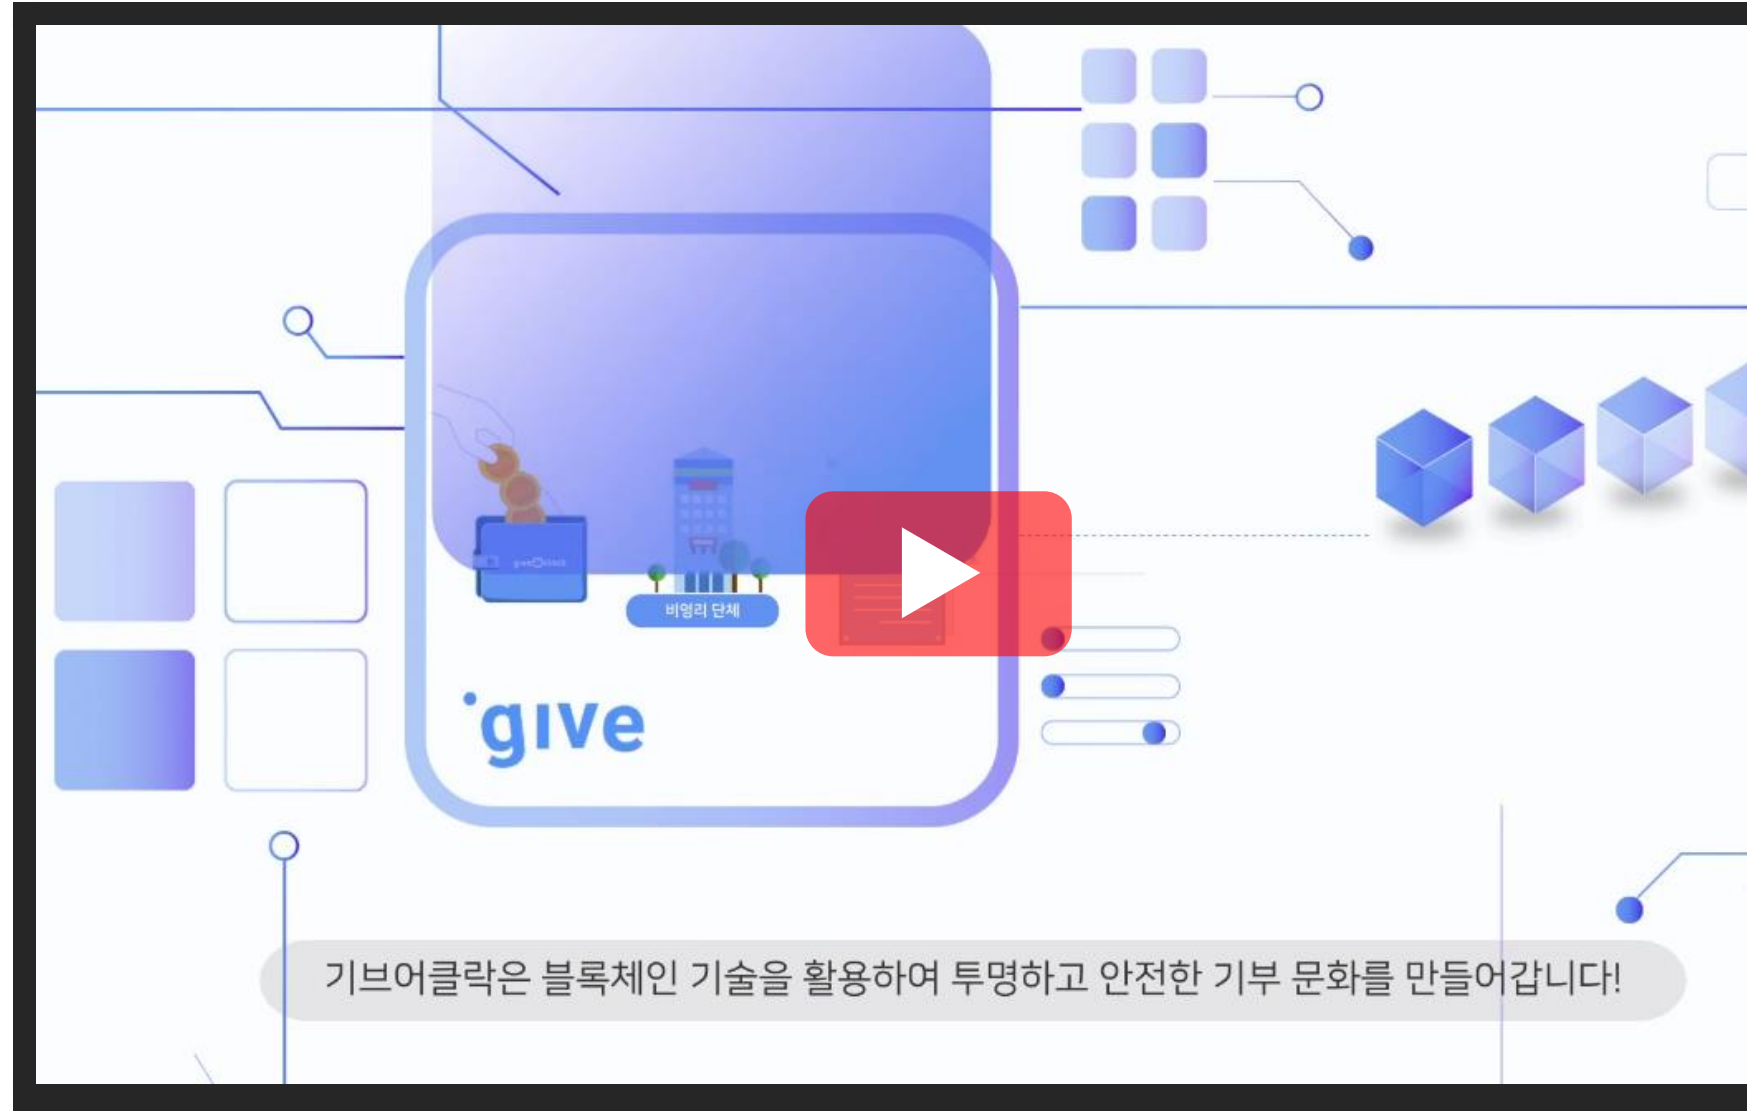 give
비영리 단체
기브어클락은 블록체인 기술을 활용하여 투명하고 안전한 기부 문화를 만들어갑니다!